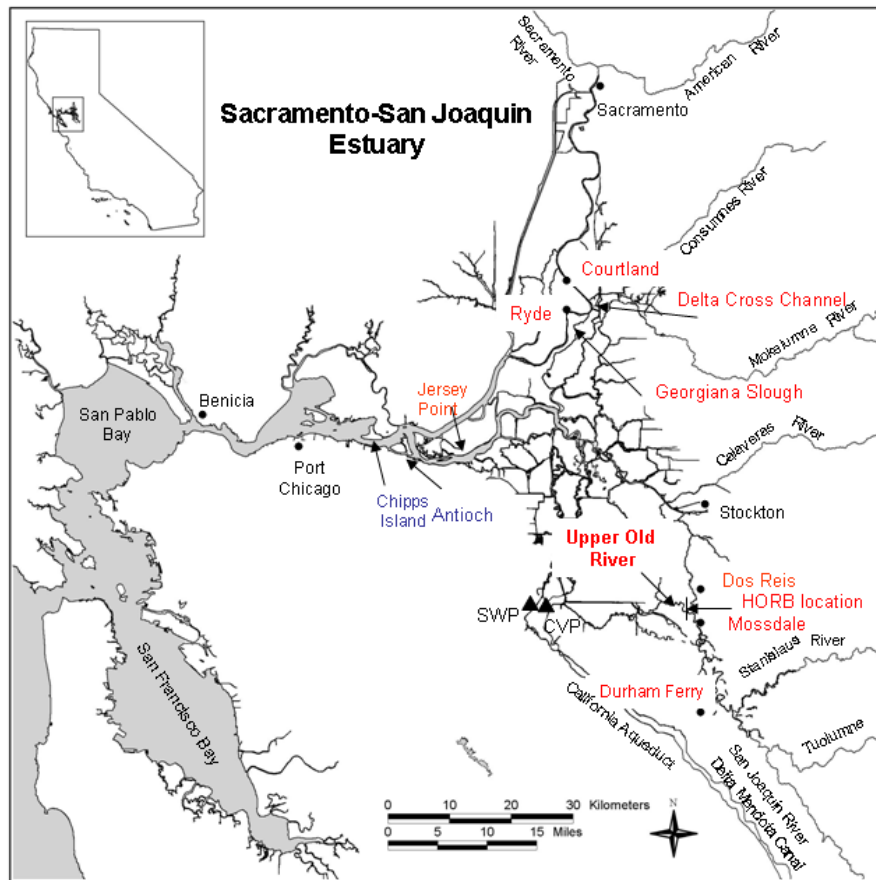 Sacramento River
American River
Sacramento
Sacramento-San Joaquin
Estuary
Consumnes River
Courtland
Delta Cross Channel
Ryde
Mokelumne River
Georgiana Slough
Jersey
Point
Benicia
San Pablo
Bay
Calaveras River
Port
Chicago
Chipps
Island
Antioch
Stockton
Upper Old
River
Dos Reis
HORB location
SWP
CVP
Mossdale
Stanislaus River
San Francisco Bay
Durham Ferry
California Aqueduct
Tuolumne
San Joaquin River
Delta Mendota Canal
N
0 10 20 30 Kilometers
0 5 10 15 Miles